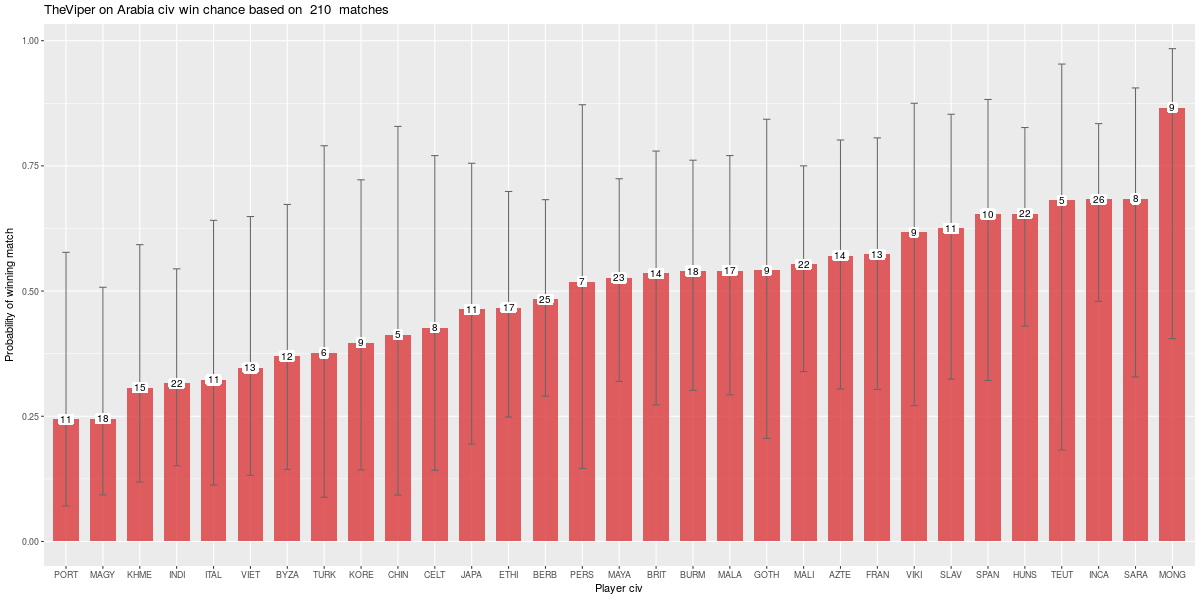 TheViper on Arabia civ win chance based on  210  matches
Probability of winning match
1.00
0.75
0.50
0.25
0.00
11 18 15 22 11 13 12 6 9 5 8 11 17 25 7 23 14 18 17 9 22 14 13 9 11 10 22 5 26 8 9
PORT MAGY KHME INDI ITAL VIET BYZA TURK KORE CHIN CELT JAPA ETHI BERB PERS MAYA BRIT BURM MALA GOTH MALI AZTE FRAN VIKI SLAV SPAN HUNS TEUT INCA SARA MONG
Player civ